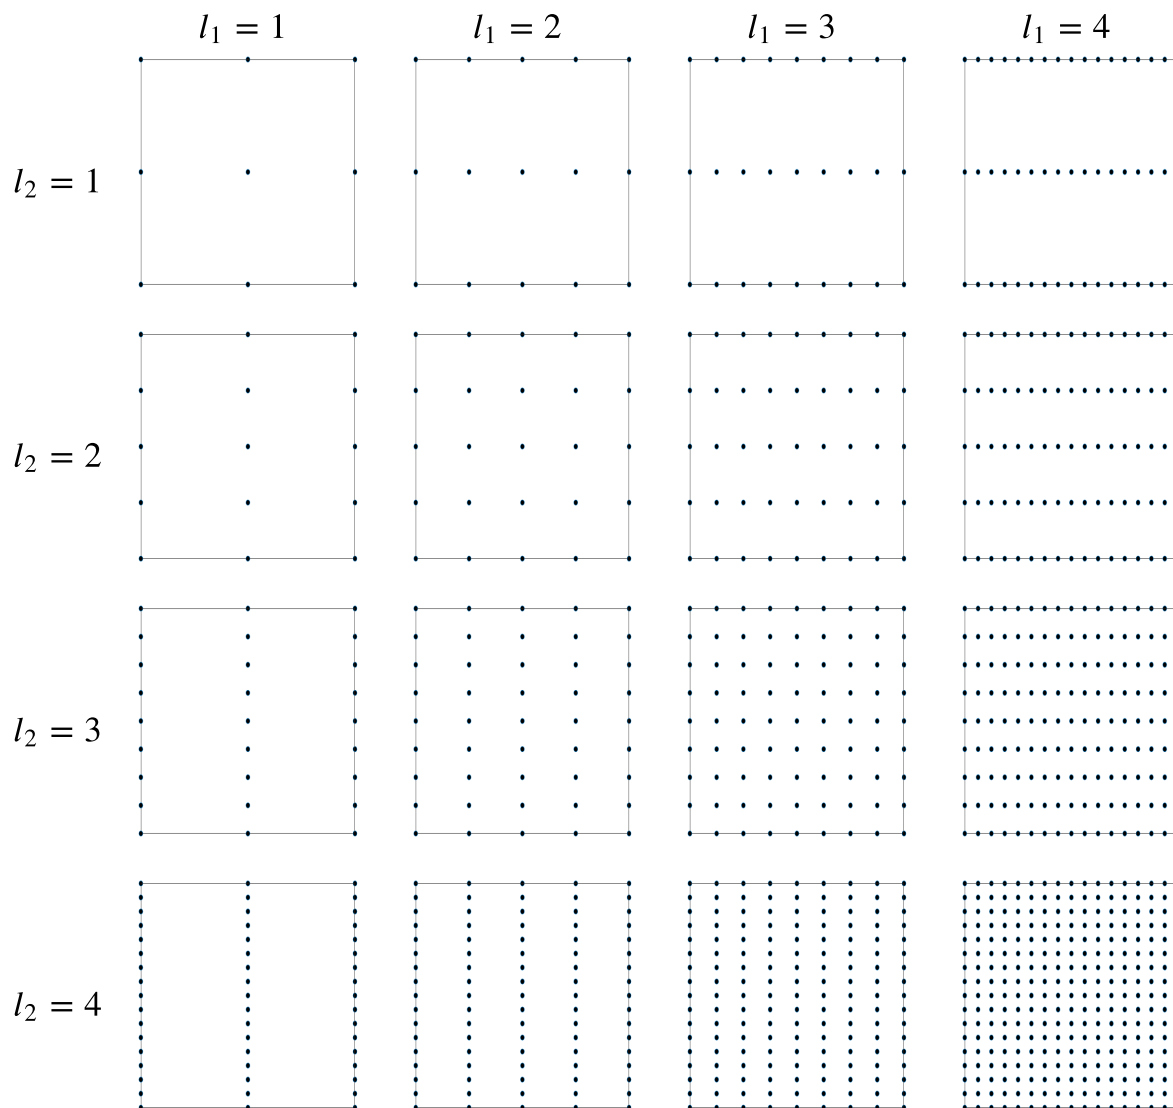 l₁ = 1 l₁ = 2 l₁ = 3 l₁ = 4
l₂ = 1
l₂ = 2
l₂ = 3
l₂ = 4